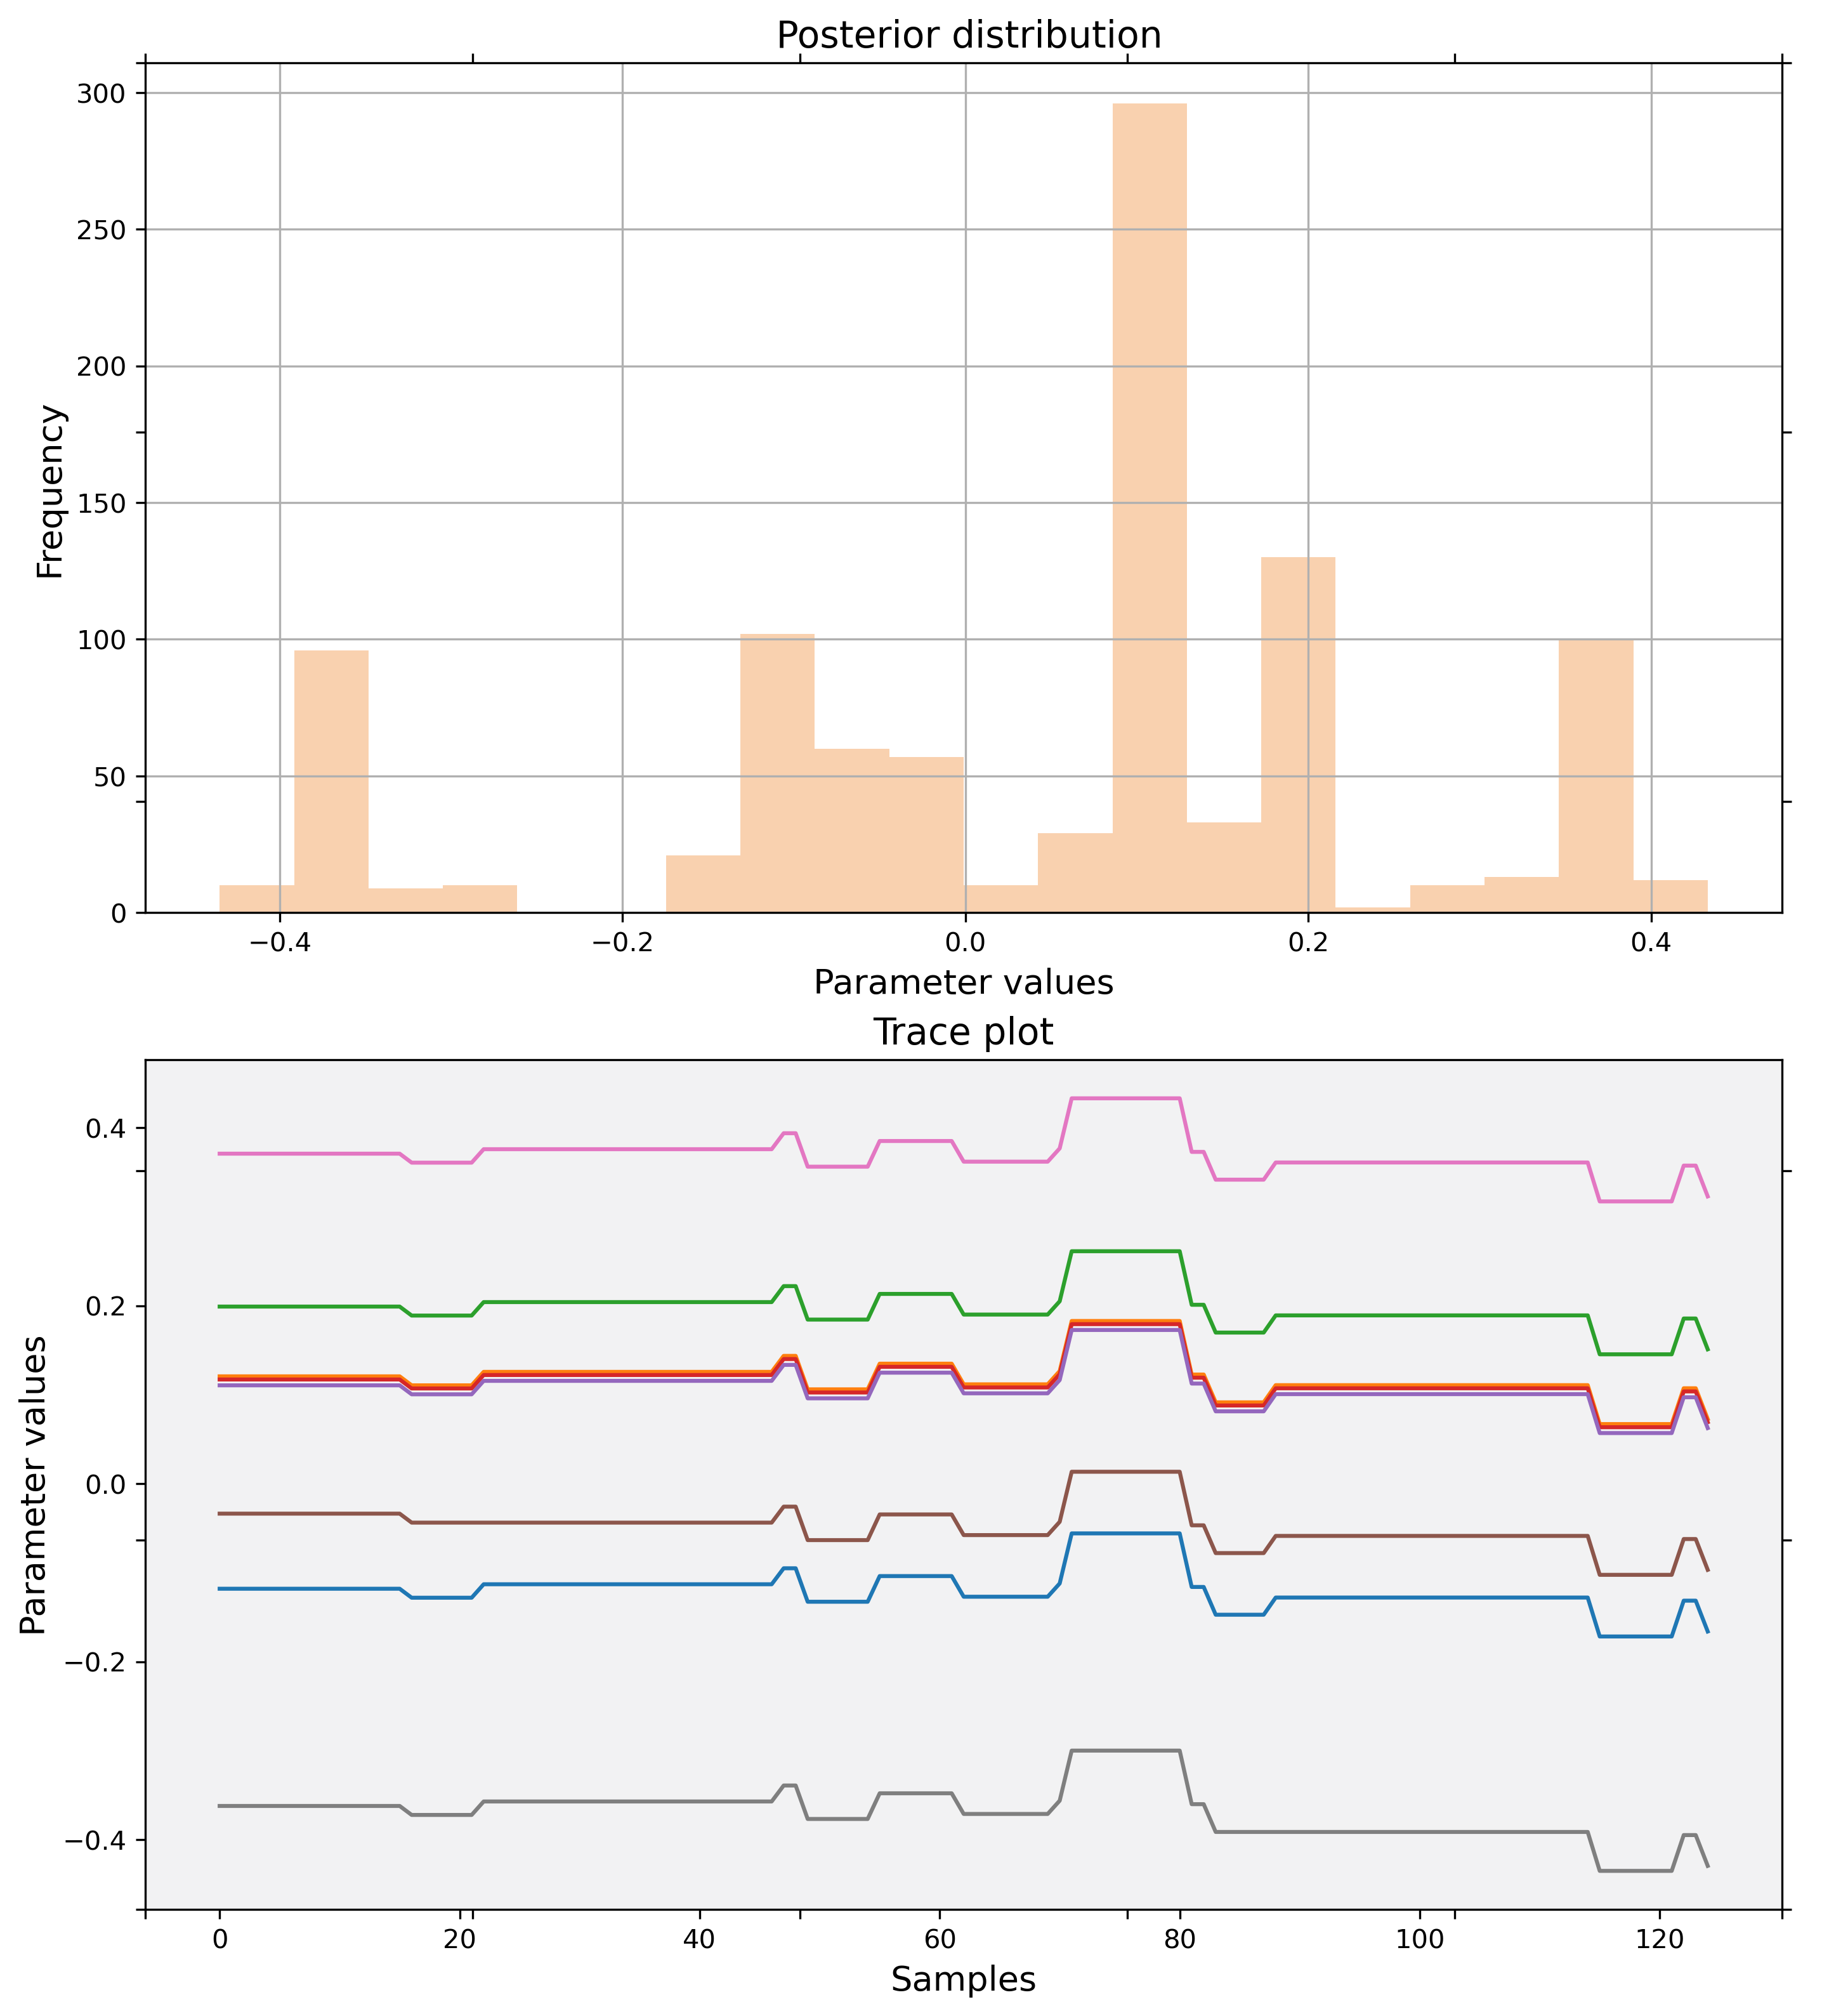 Posterior distribution
300
250
200
150
100
50
0
Frequency
−0.4 −0.2 0.0 0.2 0.4
Parameter values
Trace plot
0.4
0.2
0.0
−0.2
−0.4
Parameter values
0 20 40 60 80 100 120
Samples